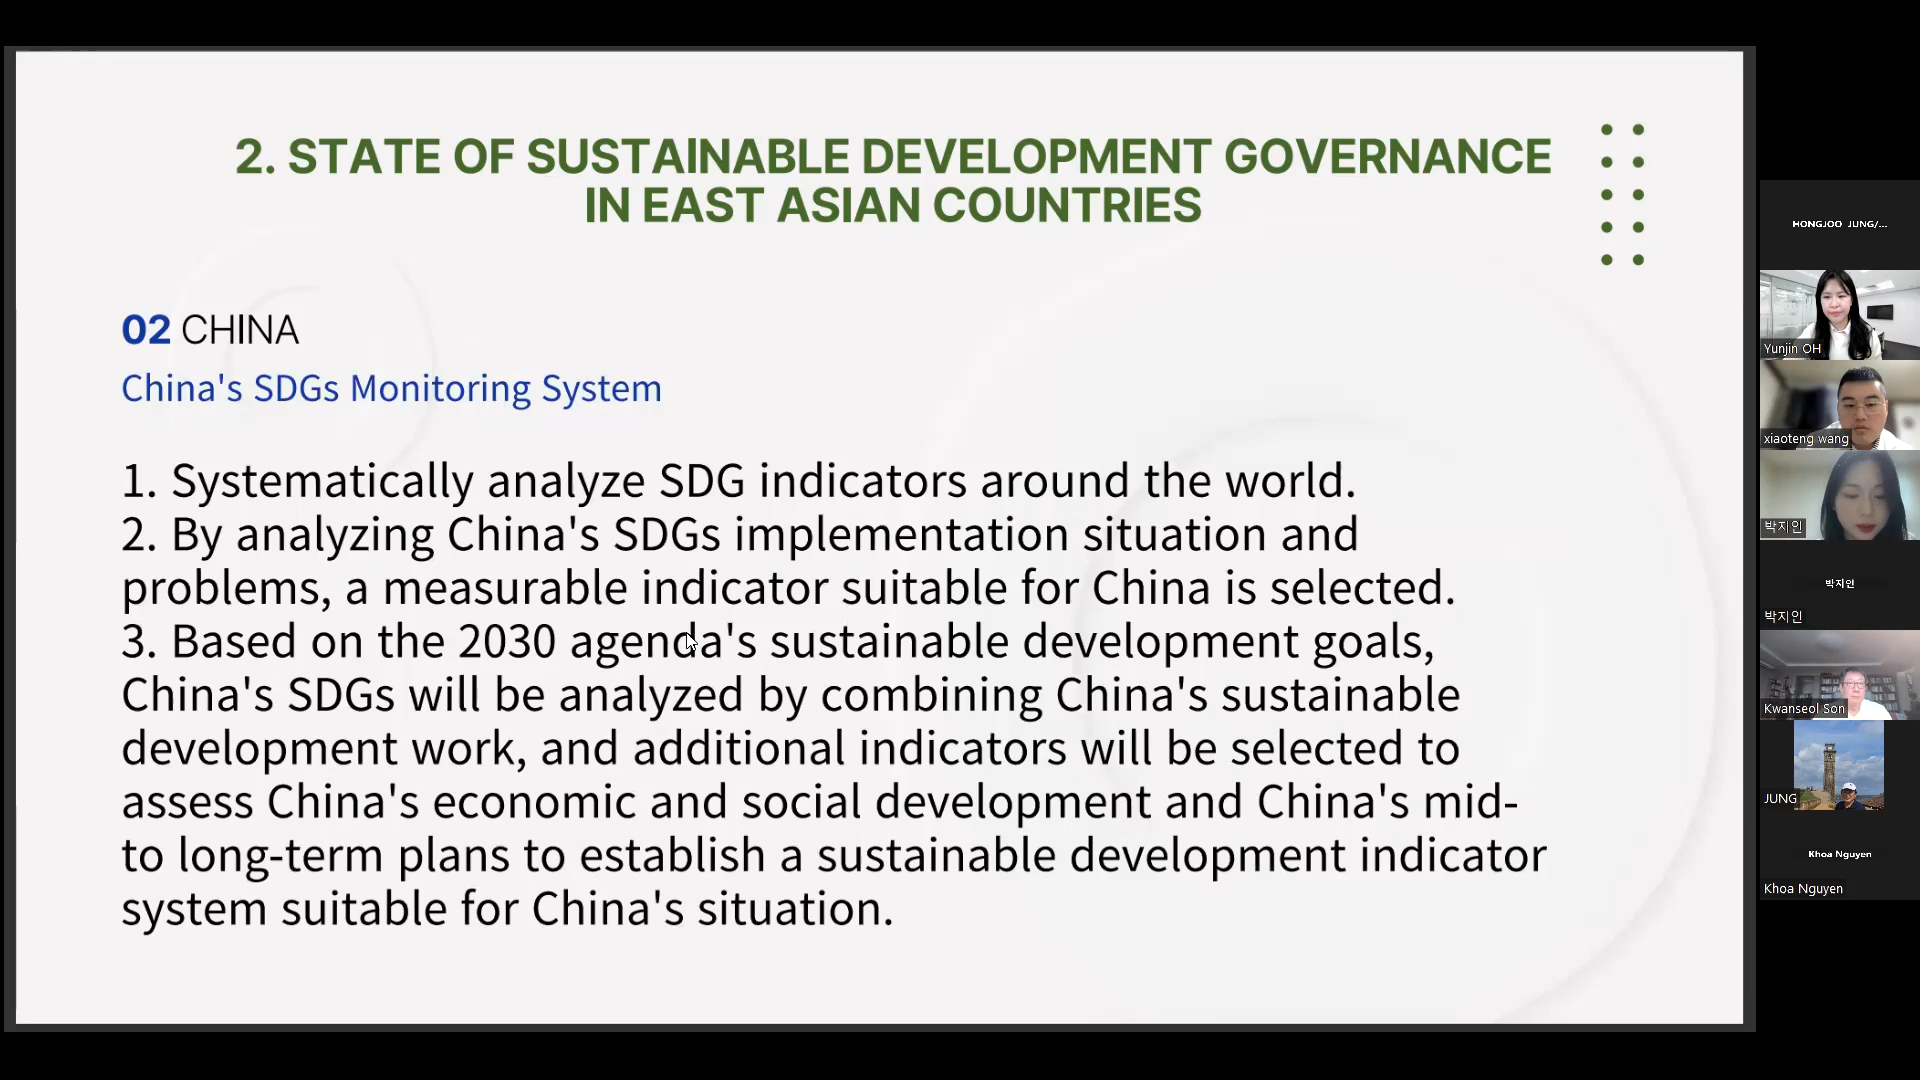 2. STATE OF SUSTAINABLE DEVELOPMENT GOVERNANCE
IN EAST ASIAN COUNTRIES
02 CHINA
China's SDGs Monitoring System
1. Systematically analyze SDG indicators around the world.
2. By analyzing China's SDGs implementation situation and
problems, a measurable indicator suitable for China is selected.
3. Based on the 2030 agenda's sustainable development goals,
China's SDGs will be analyzed by combining China's sustainable
development work, and additional indicators will be selected to
assess China's economic and social development and China's mid-
to long-term plans to establish a sustainable development indicator
system suitable for China's situation.
HONGJOO JUNG/...
Yunjin OH
xiaoteng wang
박지인
박지인
박지인
Kwanseol Son
JUNG
Khoa Nguyen
Khoa Nguyen